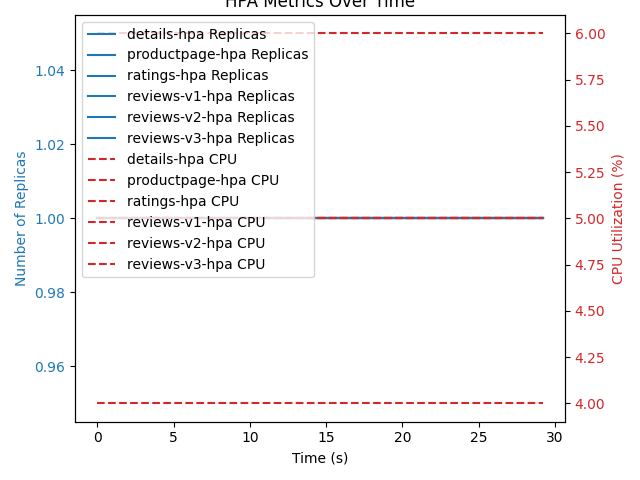 HPA Metrics Over Time
details-hpa Replicas
productpage-hpa Replicas
ratings-hpa Replicas
reviews-v1-hpa Replicas
reviews-v2-hpa Replicas
reviews-v3-hpa Replicas
details-hpa CPU
productpage-hpa CPU
ratings-hpa CPU
reviews-v1-hpa CPU
reviews-v2-hpa CPU
reviews-v3-hpa CPU
Number of Replicas
1.04
1.02
1.00
0.98
0.96
6.00
5.75
5.50
5.25
5.00
4.75
4.50
4.25
4.00
CPU Utilization (%)
0 5 10 15 20 25 30
Time (s)